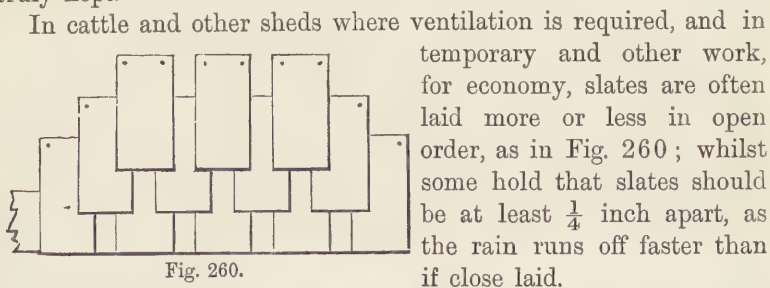 In cattle and other sheds where ventilation is required, and in
temporary and other work,
for economy, slates are often
laid more or less in open
order, as in Fig. 260 ; whilst
some hold that slates should
be at least 1/4 inch apart, as
the rain runs off faster than
if close laid.
Fig. 260.